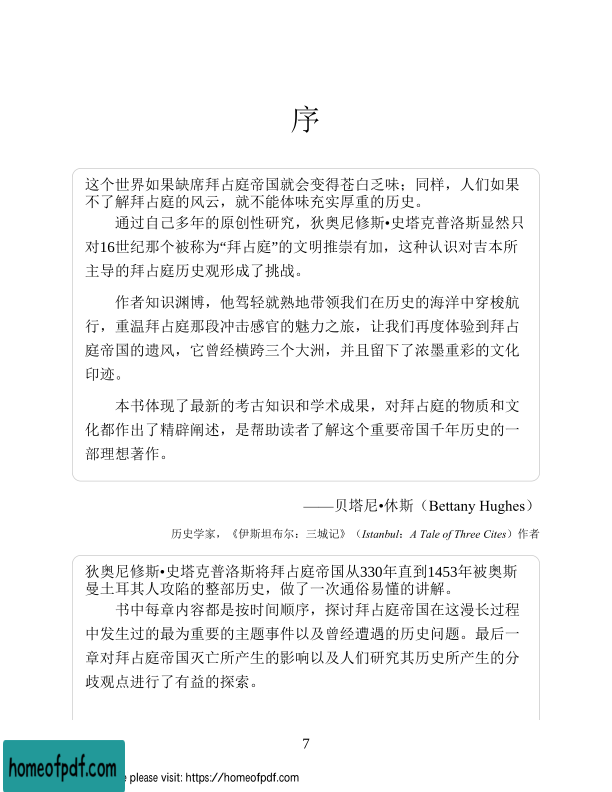 序
这个世界如果缺席拜占庭帝国就会变得苍白乏味；同样，人们如果
不了解拜占庭的风云，就不能体味充实厚重的历史。
通过自己多年的原创性研究，狄奥尼修斯•史塔克普洛斯显然只
对16世纪那个被称为“拜占庭”的文明推崇有加，这种认识对吉本所
主导的拜占庭历史观形成了挑战。
作者知识渊博，他驾轻就熟地带领我们在历史的海洋中穿梭航
行，重温拜占庭那段冲击感官的魅力之旅，让我们再度体验到拜占
庭帝国的遗风，它曾经横跨三个大洲，并且留下了浓墨重彩的文化
印迹。
本书体现了最新的考古知识和学术成果，对拜占庭的物质和文
化都作出了精辟阐述，是帮助读者了解这个重要帝国千年历史的一
部理想著作。
——贝塔尼•休斯（Bettany Hughes）
历史学家，《伊斯坦布尔：三城记》（Istanbul：A Tale of Three Cites）作者
狄奥尼修斯•史塔克普洛斯将拜占庭帝国从330年直到1453年被奥斯
曼土耳其人攻陷的整部历史，做了一次通俗易懂的讲解。
书中每章内容都是按时间顺序，探讨拜占庭帝国在这漫长过程
中发生过的最为重要的主题事件以及曾经遭遇的历史问题。最后一
章对拜占庭帝国灭亡所产生的影响以及人们研究其历史所产生的分
歧观点进行了有益的探索。
7
homeofpdf.com
please visit: https://homeofpdf.com